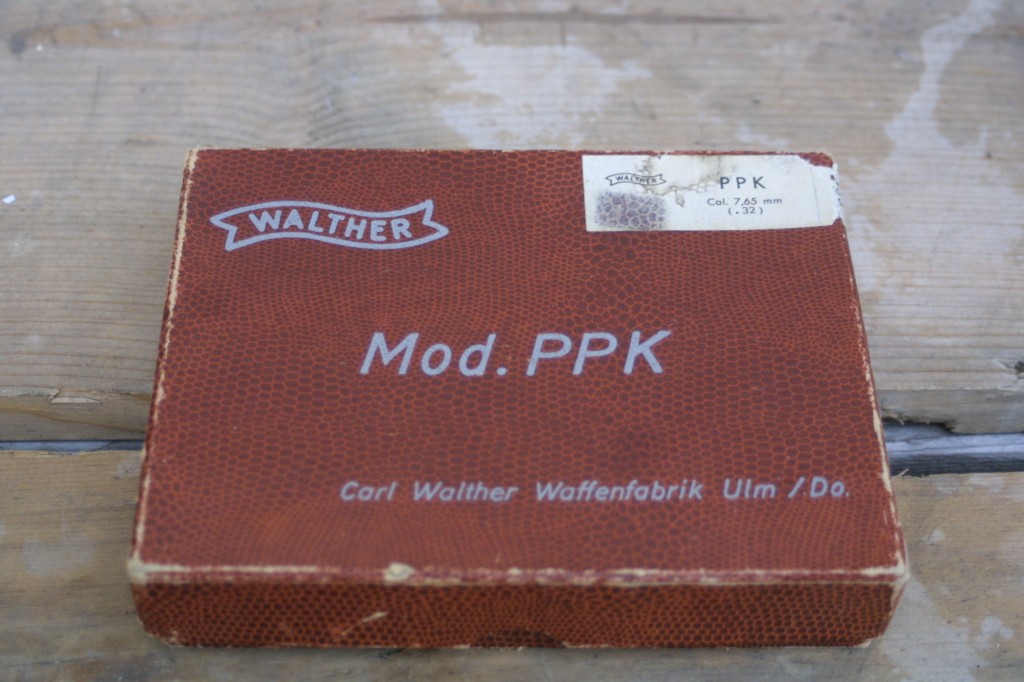 WALTHER
WALTHER
PPK
Cal. 7,65 mm
(.32)
Mod. PPK
Carl Walther Waffenfabrik Ulm /Do.